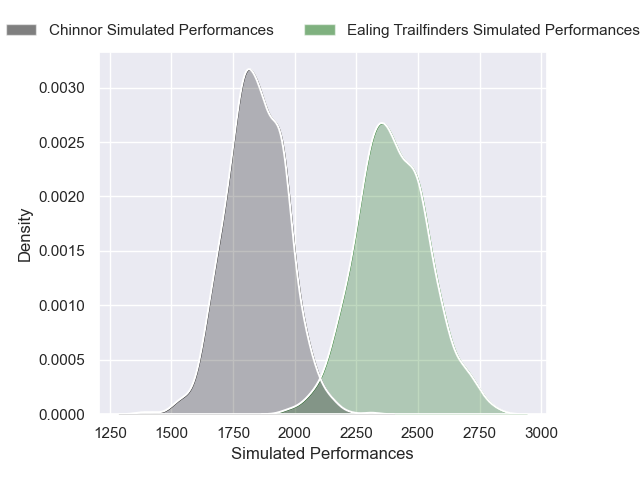 Chinnor Simulated Performances
Ealing Trailfinders Simulated Performances
0.0030
0.0025
0.0020
0.0015
0.0010
0.0005
0.0000
Density
1250 1500 1750 2000 2250 2500 2750 3000
Simulated Performances